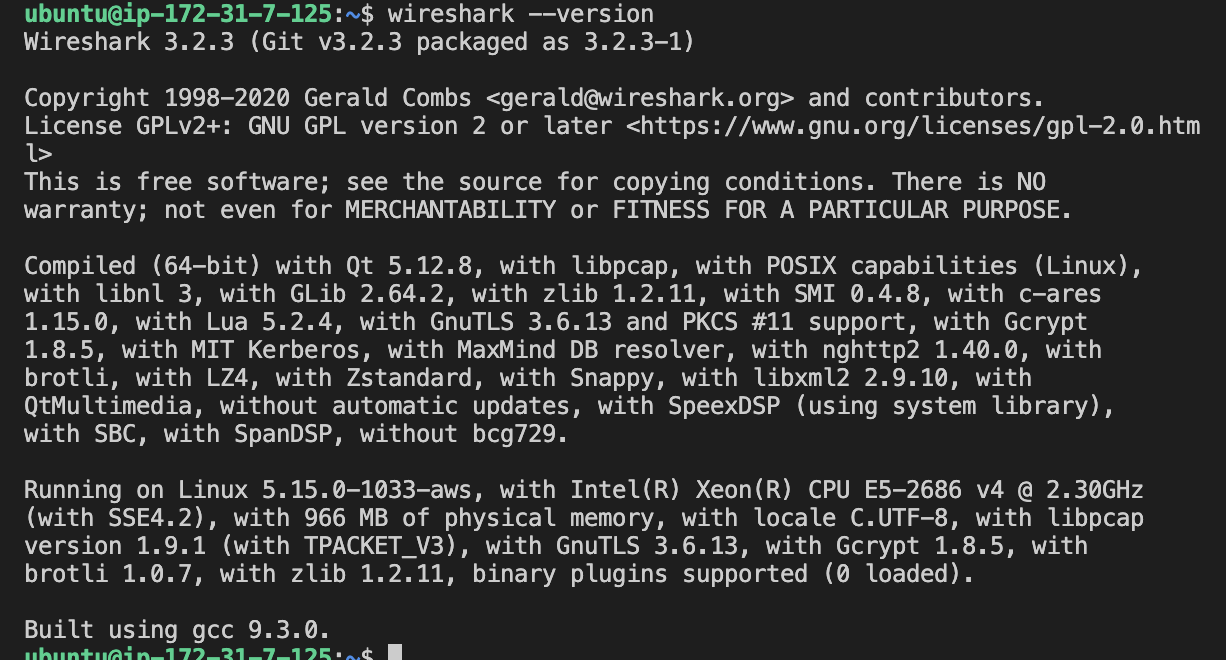 ubuntu@ip-172-31-7-125:~$ wireshark --version
Wireshark 3.2.3 (Git v3.2.3 packaged as 3.2.3-1)
Copyright 1998-2020 Gerald Combs <gerald@wireshark.org> and contributors.
License GPLv2+: GNU GPL version 2 or later <https://www.gnu.org/licenses/gpl-2.0.htm
l>
This is free software; see the source for copying conditions. There is NO
warranty; not even for MERCHANTABILITY or FITNESS FOR A PARTICULAR PURPOSE.
Compiled (64-bit) with Qt 5.12.8, with libpcap, with POSIX capabilities (Linux),
with libnl 3, with GLib 2.64.2, with zlib 1.2.11, with SMI 0.4.8, with c-ares
1.15.0, with Lua 5.2.4, with GnuTLS 3.6.13 and PKCS #11 support, with Gcrypt
1.8.5, with MIT Kerberos, with MaxMind DB resolver, with nghttp2 1.40.0, with
brotli, with LZ4, with Zstandard, with Snappy, with libxml2 2.9.10, with
QtMultimedia, without automatic updates, with SpeexDSP (using system library),
with SBC, with SpanDSP, without bcg729.
Running on Linux 5.15.0-1033-aws, with Intel(R) Xeon(R) CPU E5-2686 v4 @ 2.30GHz
(with SSE4.2), with 966 MB of physical memory, with locale C.UTF-8, with libpcap
version 1.9.1 (with TPACKET_V3), with GnuTLS 3.6.13, with Gcrypt 1.8.5, with
brotli 1.0.7, with zlib 1.2.11, binary plugins supported (0 loaded).
Built using gcc 9.3.0.
ubuntu@ip-172-31-7-125:~$